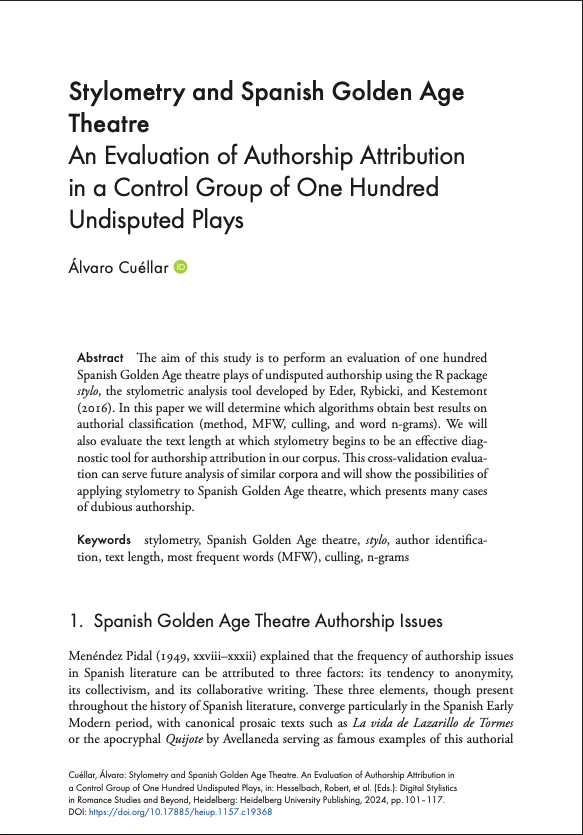 Stylometry and Spanish Golden Age
Theatre
An Evaluation of Authorship Attribution
in a Control Group of One Hundred
Undisputed Plays
Álvaro Cuéllar iD
Abstract The aim of this study is to perform an evaluation of one hundred
Spanish Golden Age theatre plays of undisputed authorship using the R package
stylo, the stylometric analysis tool developed by Eder, Rybicki, and Kestemont
(2016). In this paper we will determine which algorithms obtain best results on
authorial classification (method, MFW, culling, and word n-grams). We will
also evaluate the text length at which stylometry begins to be an effective diag-
nostic tool for authorship attribution in our corpus. This cross-validation evalua-
tion can serve future analysis of similar corpora and will show the possibilities of
applying stylometry to Spanish Golden Age theatre, which presents many cases
of dubious authorship.
Keywords stylometry, Spanish Golden Age theatre, stylo, author identifica-
tion, text length, most frequent words (MFW), culling, n-grams
1. Spanish Golden Age Theatre Authorship Issues
Menéndez Pidal (1949, xxviii–xxxii) explained that the frequency of authorship issues
in Spanish literature can be attributed to three factors: its tendency to anonymity,
its collectivism, and its collaborative writing. These three elements, though present
throughout the history of Spanish literature, converge particularly in the Spanish Early
Modern period, with canonical prosaic texts such as La vida de Lazarillo de Tormes
or the apocryphal Quijote by Avellaneda serving as famous examples of this authorial
Cuéllar, Álvaro: Stylometry and Spanish Golden Age Theatre. An Evaluation of Authorship Attribution in
a Control Group of One Hundred Undisputed Plays, in: Hesselbach, Robert, et al. (Eds.): Digital Stylistics
in Romance Studies and Beyond, Heidelberg: Heidelberg University Publishing, 2024, pp. 101–117.
DOI: https://doi.org/10.17885/heiup.1157.c19368